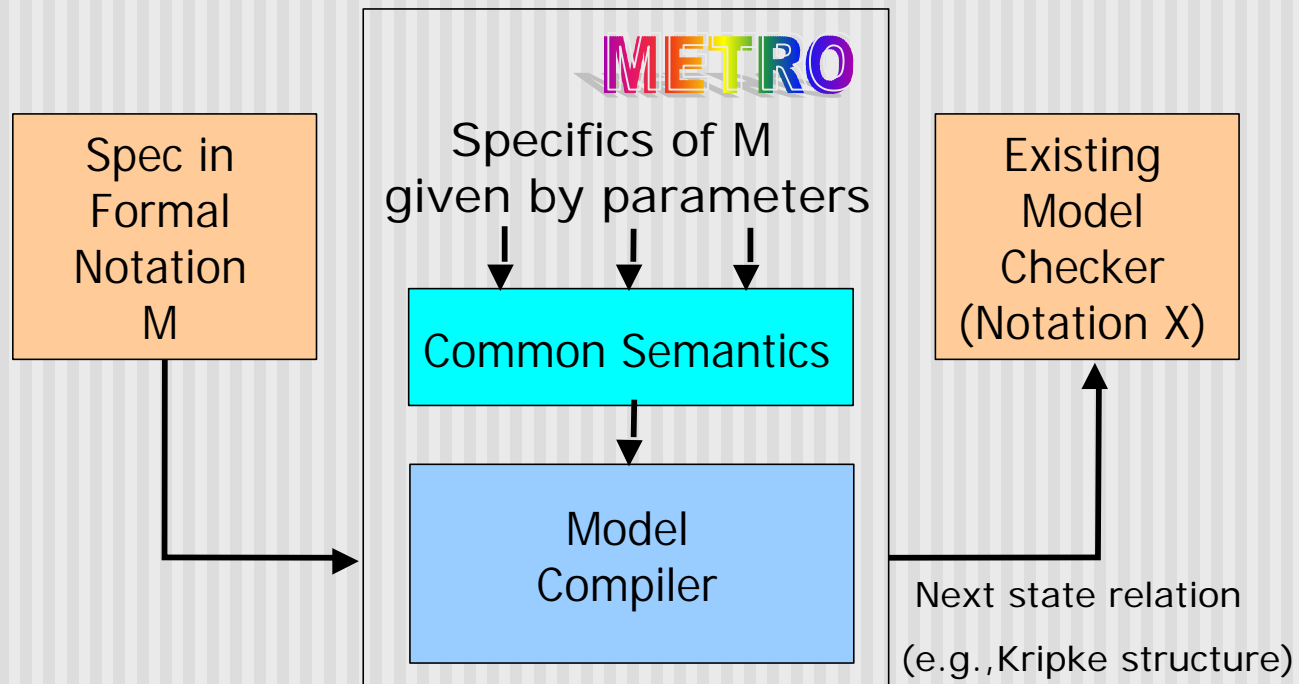 METRO
Spec in
Formal
Notation
M
Specifics of M
given by parameters
Common Semantics
Model
Compiler
Existing
Model
Checker
(Notation X)
Next state relation
(e.g.,Kripke structure)